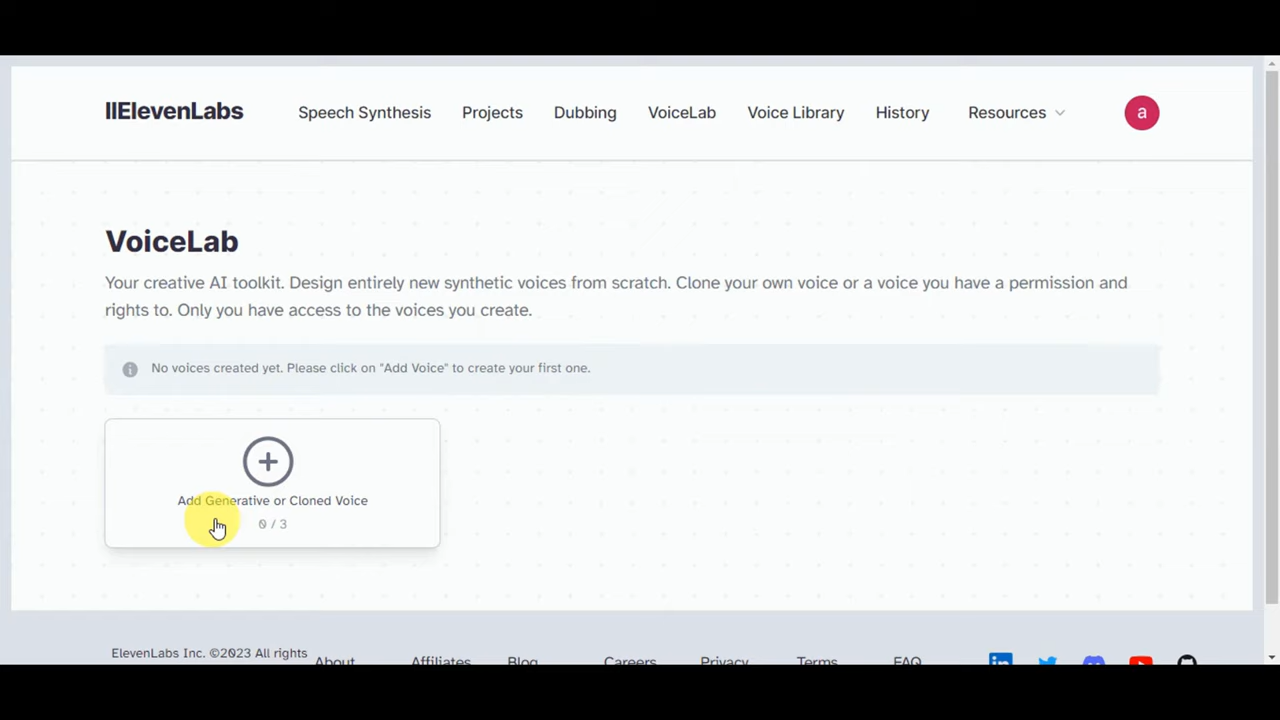 IIElevenLabs Speech Synthesis Projects Dubbing VoiceLab Voice Library History Resources a
VoiceLab
Your creative AI toolkit. Design entirely new synthetic voices from scratch. Clone your own voice or a voice you have a permission and
rights to. Only you have access to the voices you create.
No voices created yet. Please click on "Add Voice" to create your first one.
Add Generative or Cloned Voice
0 / 3
ElevenLabs Inc. ©2023 All rights About Affiliates Blog Careers Privacy Terms FAQ